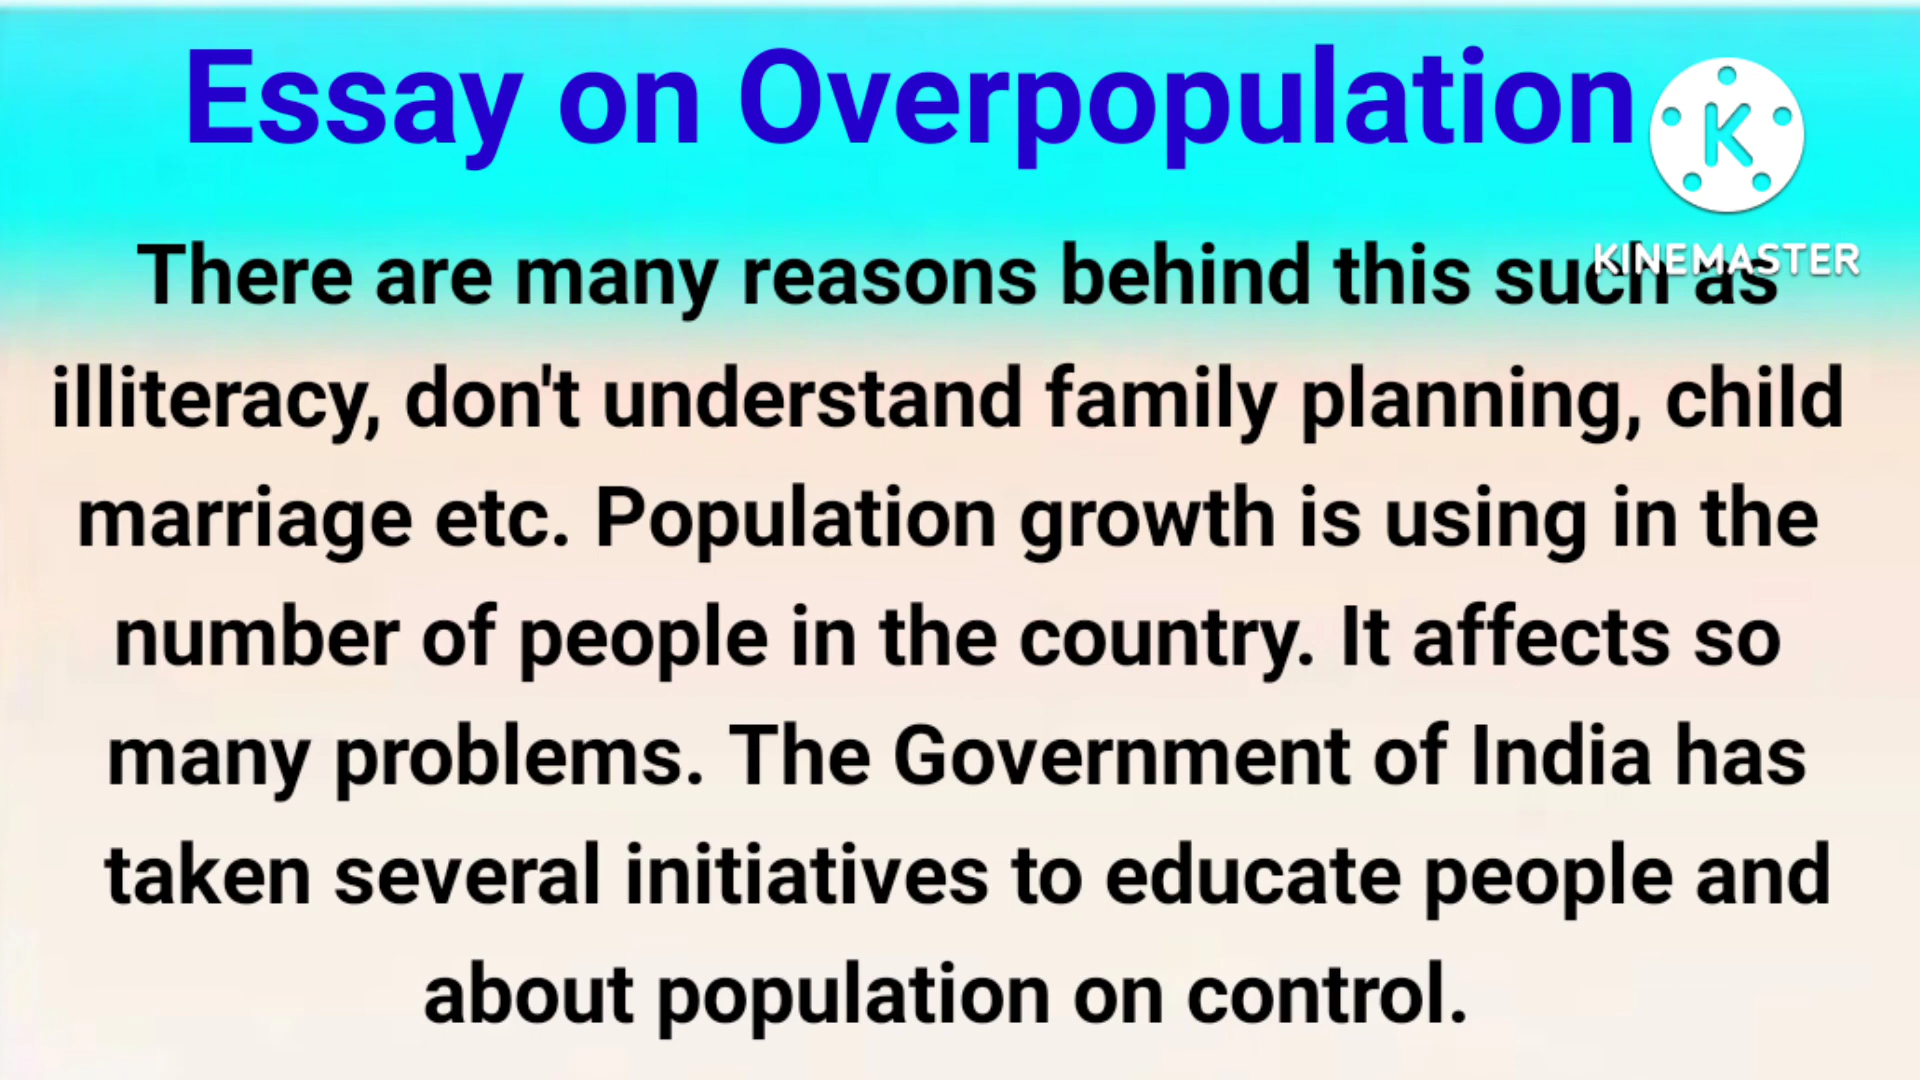 Essay on Overpopulation
K
KINEMASTER
There are many reasons behind this such as
illiteracy, don't understand family planning, child
marriage etc. Population growth is using in the
number of people in the country. It affects so
many problems. The Government of India has
taken several initiatives to educate people and
about population on control.